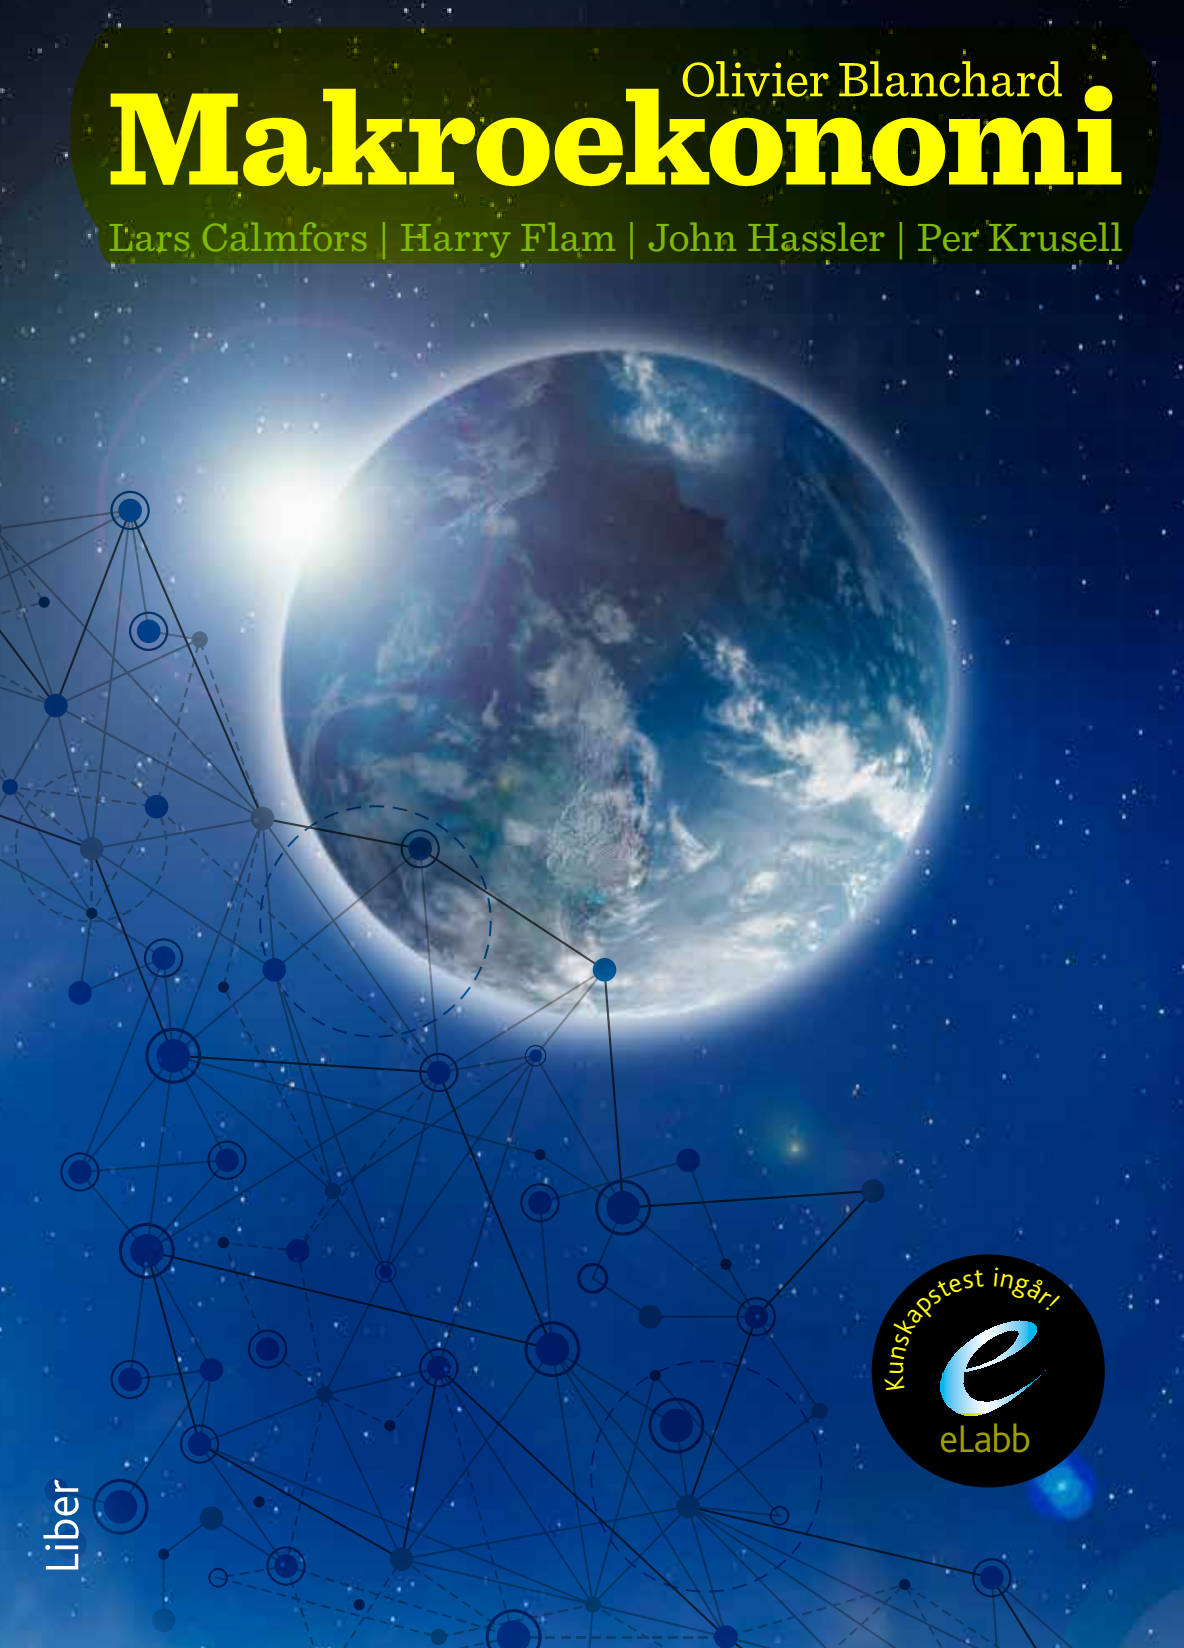 Olivier Blanchard
Makroekonomi
Lars Calmfors | Harry Flam | John Hassler | Per Krusell
Kunskapstest ingår!
e
eLabb
Liber